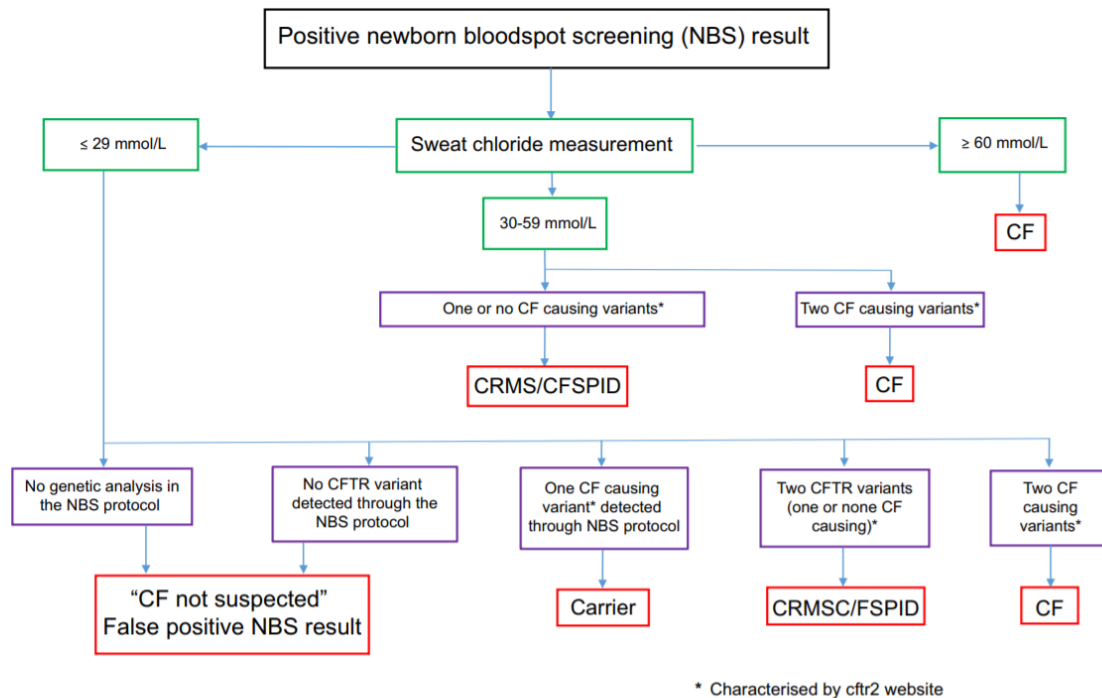 Positive newborn bloodspot screening (NBS) result
≤ 29 mmol/L
Sweat chloride measurement
≥ 60 mmol/L
30-59 mmol/L
CF
One or no CF causing variants*
Two CF causing variants*
CRMS/CFSPID
CF
No genetic analysis in
the NBS protocol
No CFTR variant
detected through the
NBS protocol
One CF causing
variant* detected
through NBS protocol
Two CFTR variants
(one or none CF
causing)*
Two CF
causing
variants*
“CF not suspected”
False positive NBS result
Carrier
CRMSC/FSPID
CF
* Characterised by cftr2 website